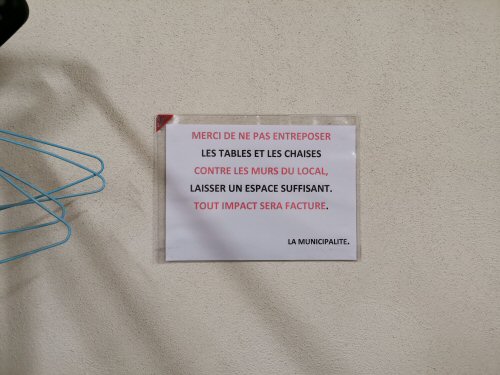 MERCI DE NE PAS ENTREPOSER
LES TABLES ET LES CHAISES
CONTRE LES MURS DU LOCAL,
LAISSER UN ESPACE SUFFISANT.
TOUT IMPACT SERA FACTURE.
LA MUNICIPALITE.